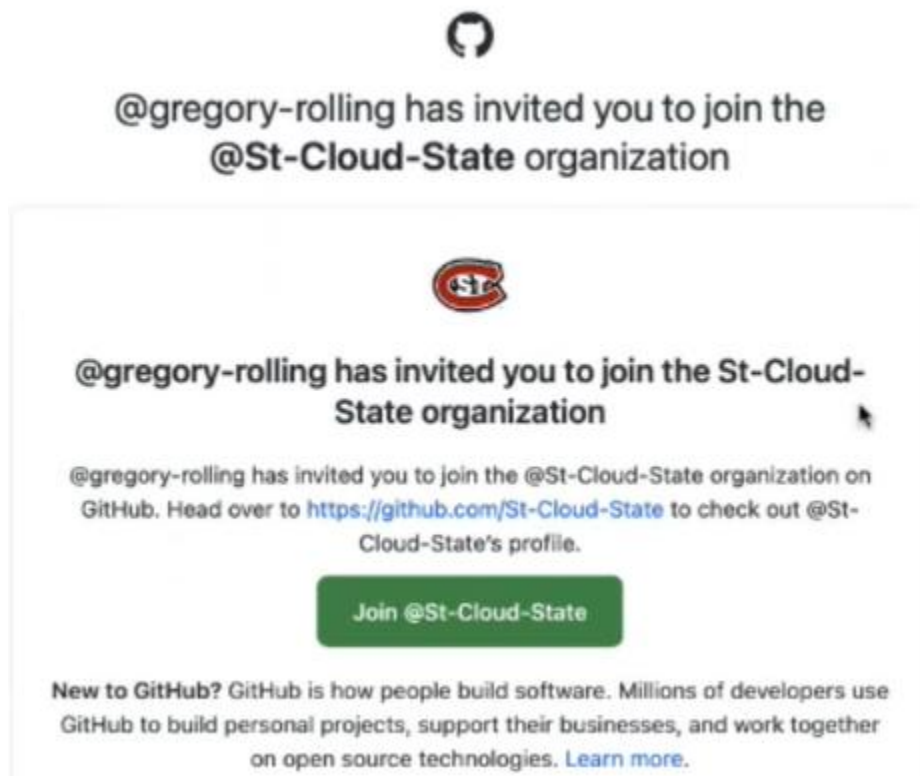 @gregory-rolling has invited you to join the
@St-Cloud-State organization
St
@gregory-rolling has invited you to join the St-Cloud-
State organization
@gregory-rolling has invited you to join the @St-Cloud-State organization on
GitHub. Head over to https://github.com/St-Cloud-State to check out @St-
Cloud-State's profile.
Join @St-Cloud-State
New to GitHub? GitHub is how people build software. Millions of developers use
GitHub to build personal projects, support their businesses, and work together
on open source technologies. Learn more.